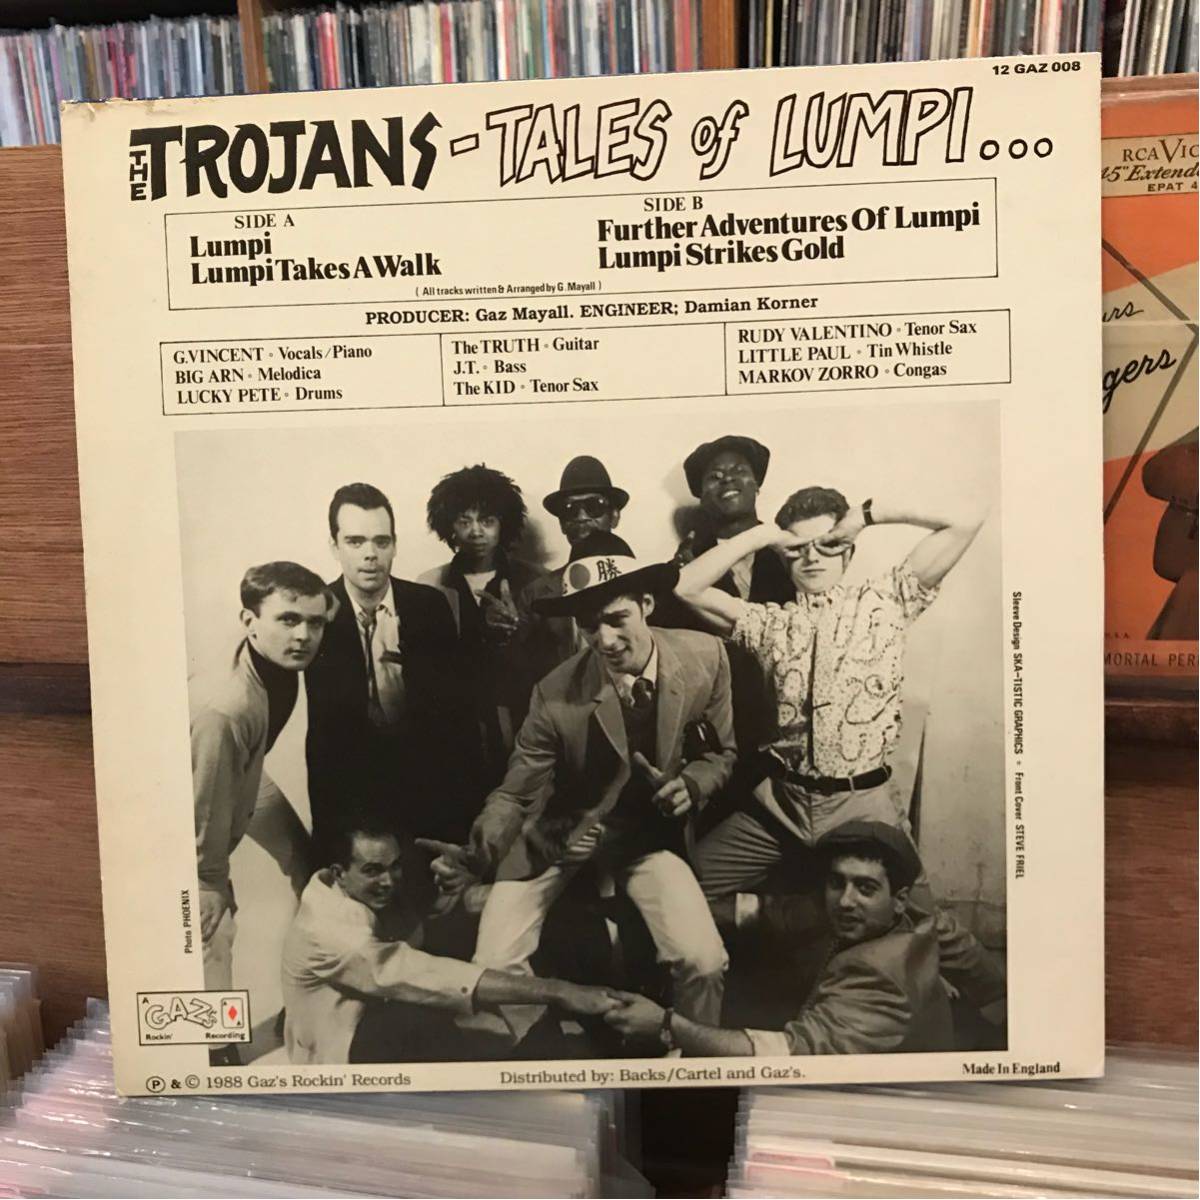 12 GAZ 008
THE TROJANS - TALES of LUMPI...
SIDE A
Lumpi
Lumpi Takes A Walk
SIDE B
Further Adventures Of Lumpi
Lumpi Strikes Gold
( All tracks written & Arranged by G. Mayall )
PRODUCER: Gaz Mayall. ENGINEER; Damian Korner
G.VINCENT ◦ Vocals/Piano
BIG ARN ◦ Melodica
LUCKY PETE ◦ Drums
The TRUTH ◦ Guitar
J.T. ◦ Bass
The KID ◦ Tenor Sax
RUDY VALENTINO ◦ Tenor Sax
LITTLE PAUL ◦ Tin Whistle
MARKOV ZORRO ◦ Congas
勝
Sleeve Design SKA-TISTIC GRAPHICS ◦ Front Cover STEVE FRIEL
Photo PHOENIX
A
GAZ's
Rockin' Recording
Ⓟ & © 1988 Gaz's Rockin' Records
Distributed by: Backs/Cartel and Gaz's.
Made In England
RCA VIC
45" Extend
EPAT 4
urs
gers
MORTAL PER